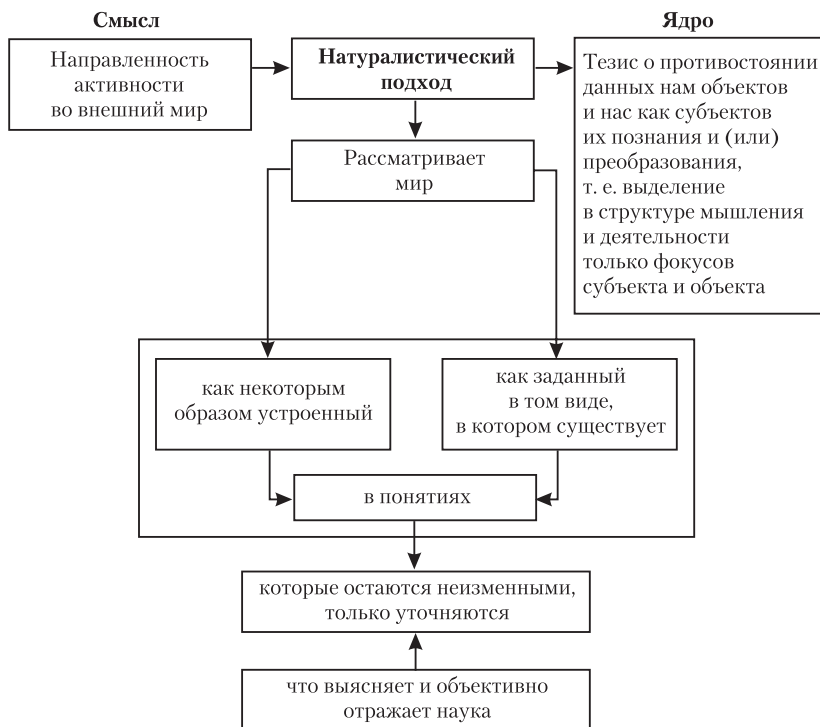 Смысл
Ядро
Направленность
активности
во внешний мир
Натуралистический
подход
Тезис о противостоянии
данных нам объектов
и нас как субъектов
их познания и (или)
преобразования,
т. е. выделение
в структуре мышления
и деятельности
только фокусов
субъекта и объекта
Рассматривает
мир
как некоторым
образом устроенный
как заданный
в том виде,
в котором существует
в понятиях
которые остаются неизменными,
только уточняются
что выясняет и объективно
отражает наука